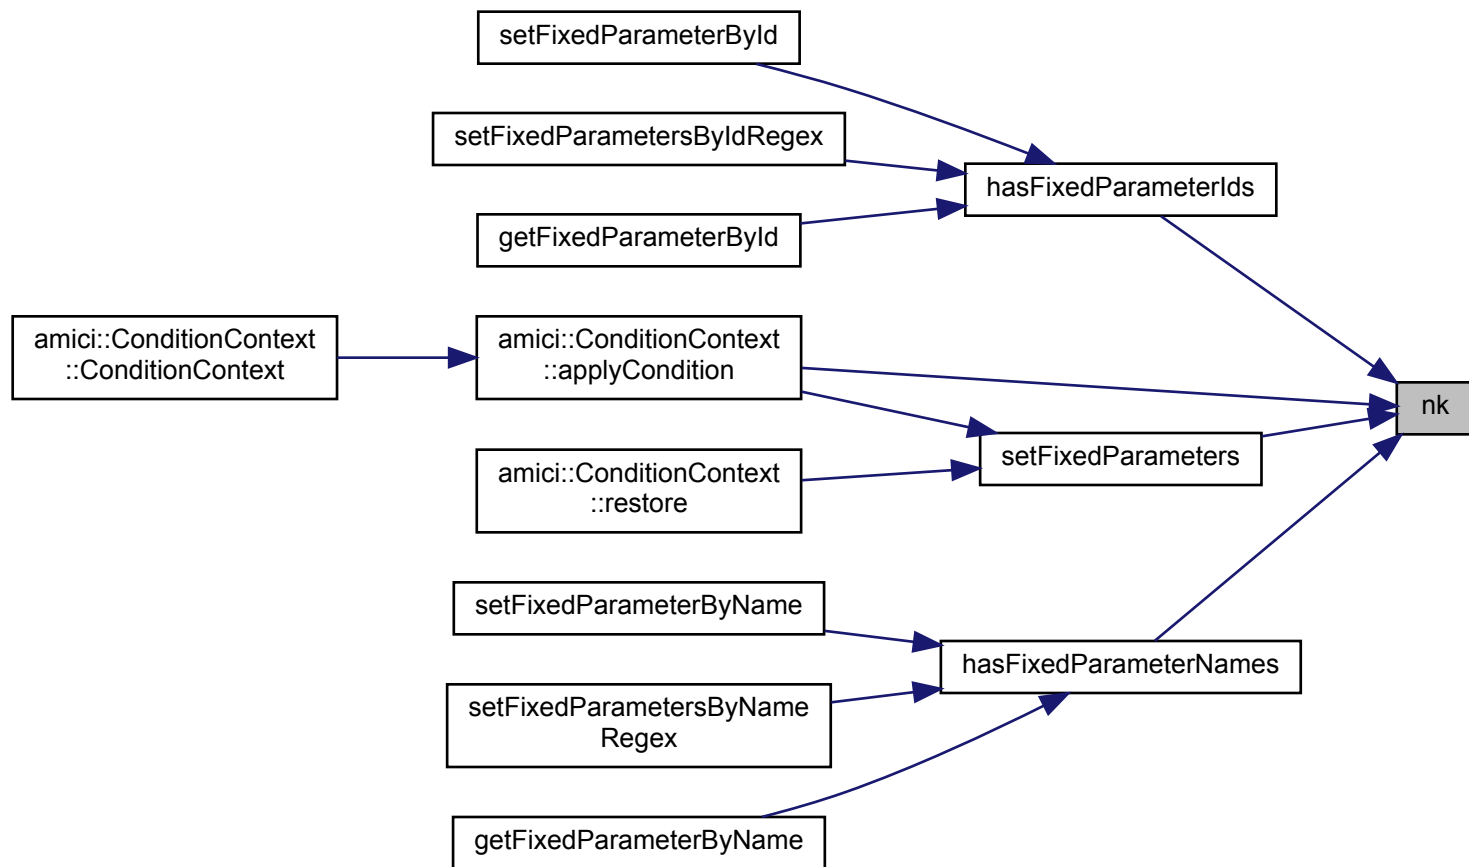 setFixedParameterById
setFixedParametersByIdRegex
hasFixedParameterIds
getFixedParameterById
amici::ConditionContext
::ConditionContext
amici::ConditionContext
::applyCondition
nk
setFixedParameters
amici::ConditionContext
::restore
setFixedParameterByName
hasFixedParameterNames
setFixedParametersByName
Regex
getFixedParameterByName